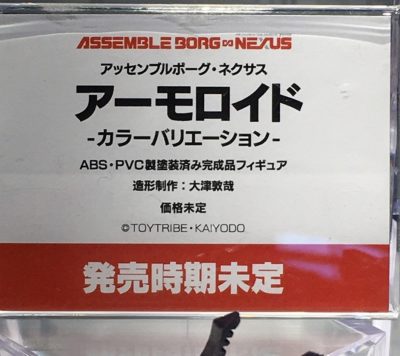 ASSEMBLE BORG∞NEXUS
アッセンブルボーグ・ネクサス
アーモロイド
-カラーバリエーション-
ABS・PVC製塗装済み完成品フィギュア
造形制作：大津敦哉
価格未定
©TOYTRIBE・KAIYODO
発売時期未定